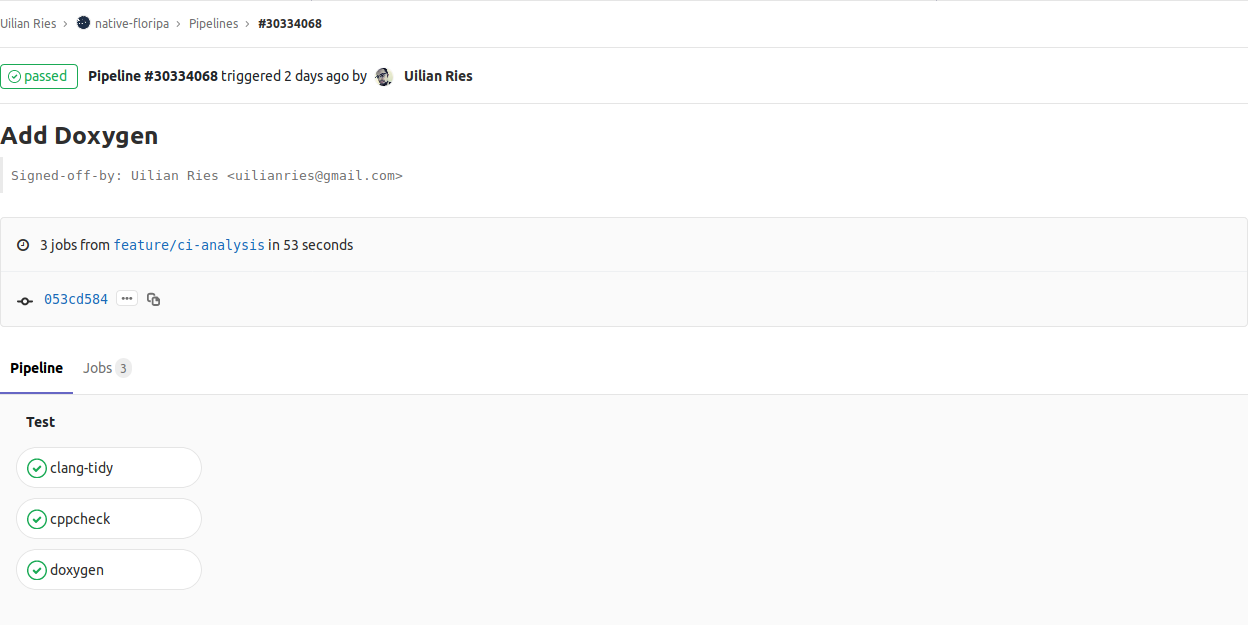 Uilian Ries › native-floripa › Pipelines › #30334068
passed Pipeline #30334068 triggered 2 days ago by Uilian Ries
Add Doxygen
Signed-off-by: Uilian Ries <uilianries@gmail.com>
3 jobs from feature/ci-analysis in 53 seconds
053cd584 ···
Pipeline Jobs 3
Test
clang-tidy
cppcheck
doxygen